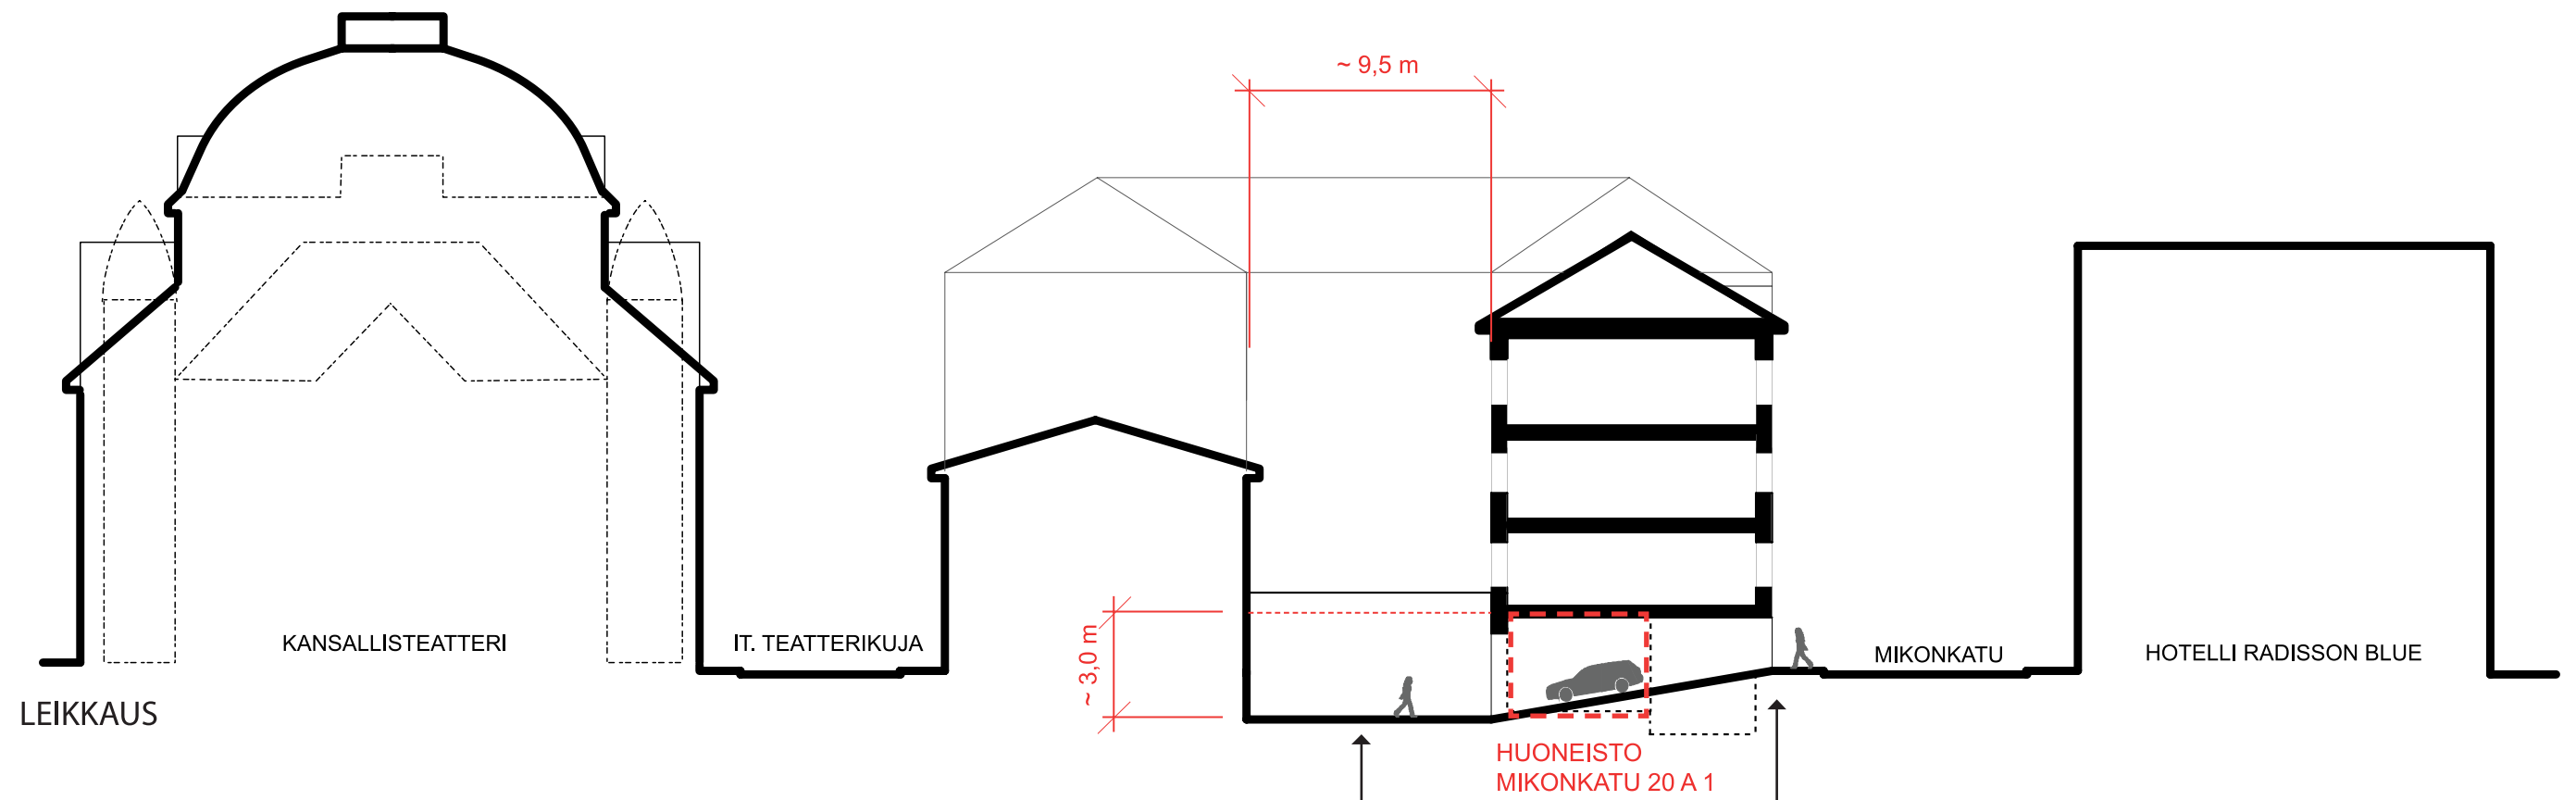 ~ 9,5 m
KANSALLISTEATTERI
IT. TEATTERIKUJA
~ 3,0 m
MIKONKATU
HOTELLI RADISSON BLUE
LEIKKAUS
HUONEISTO
MIKONKATU 20 A 1